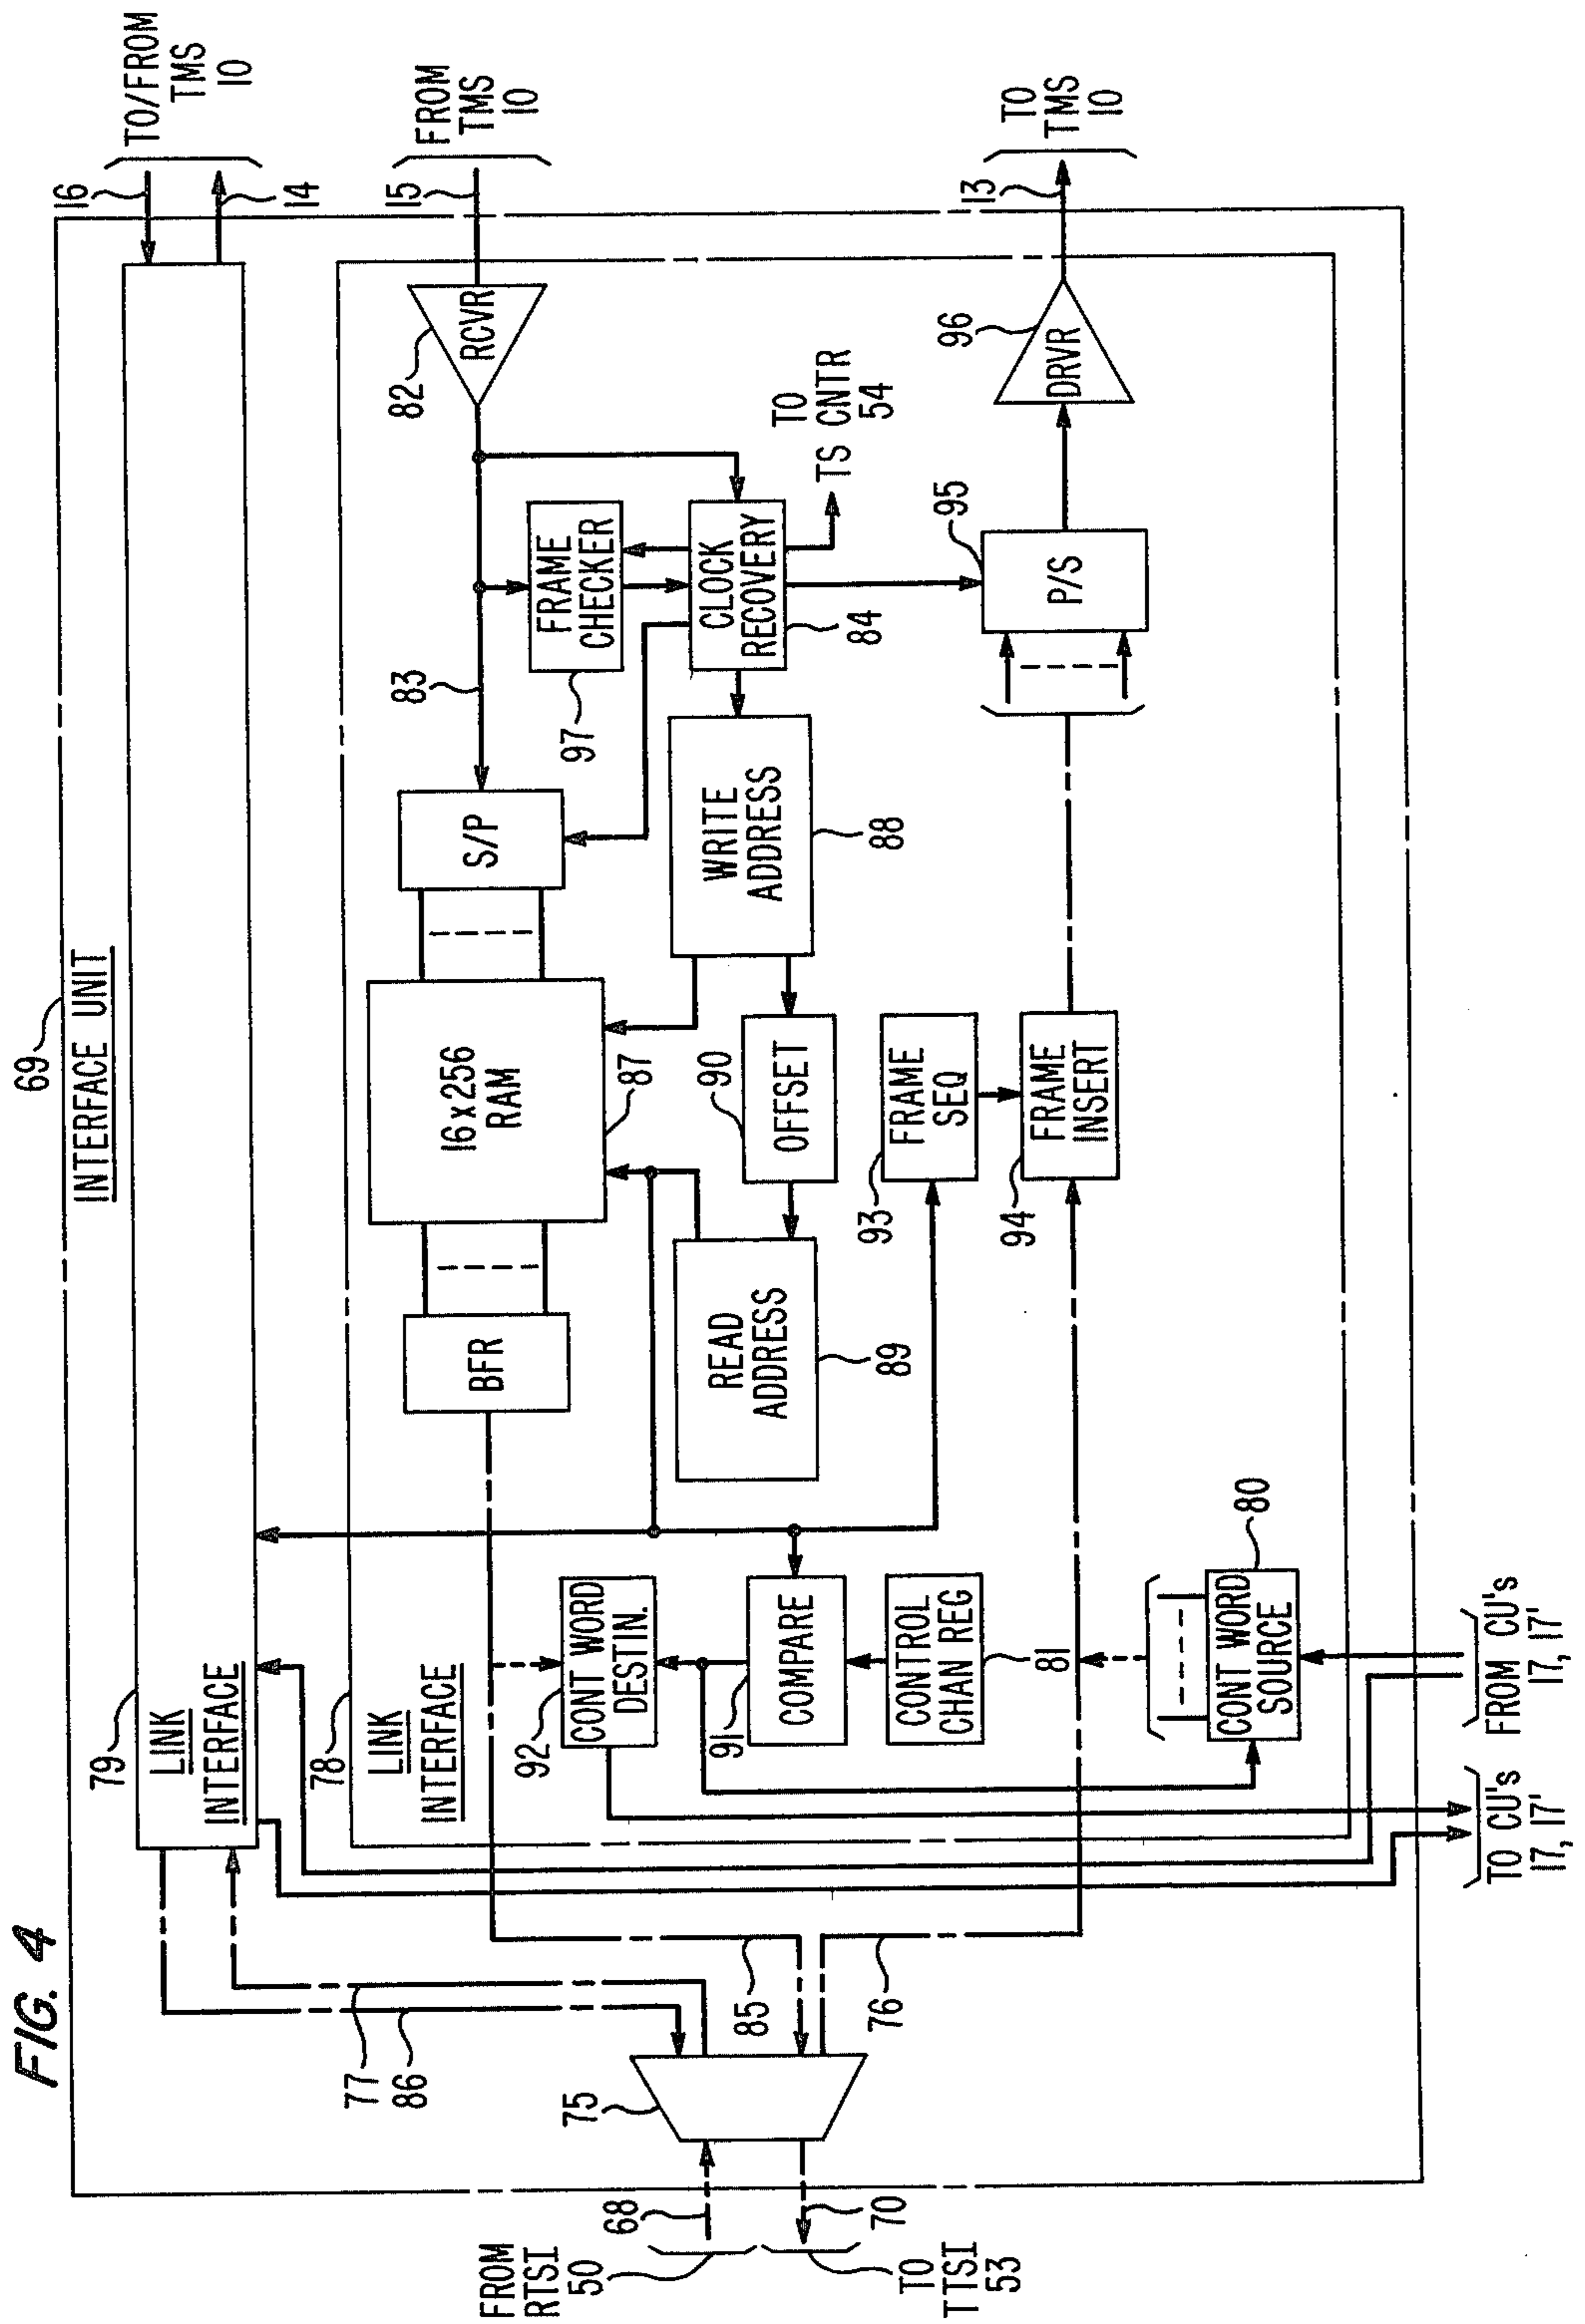 FIG. 4
69
INTERFACE UNIT
79
LINK
INTERFACE
16
14
TO/FROM
TMS
10
77
86
78
LINK
INTERFACE
BFR
16x256
RAM
87
S/P
83
82
RCVR
15
FROM
TMS
10
92
CONT WORD
DESTIN.
91
COMPARE
CONTROL
CHAN REG
81
READ
ADDRESS
89
90
OFFSET
WRITE
ADDRESS
88
97
FRAME
CHECKER
CLOCK
RECOVERY
84
TS
TO
CNTR
54
93
FRAME
SEQ
94
FRAME
INSERT
95
P/S
96
DRVR
13
TO
TMS
10
85
76
75
68
70
FROM
RTSI
50
TO
TTSI
53
80
CONT WORD
SOURCE
TO CU's
17, 17'
FROM CU's
17, 17'